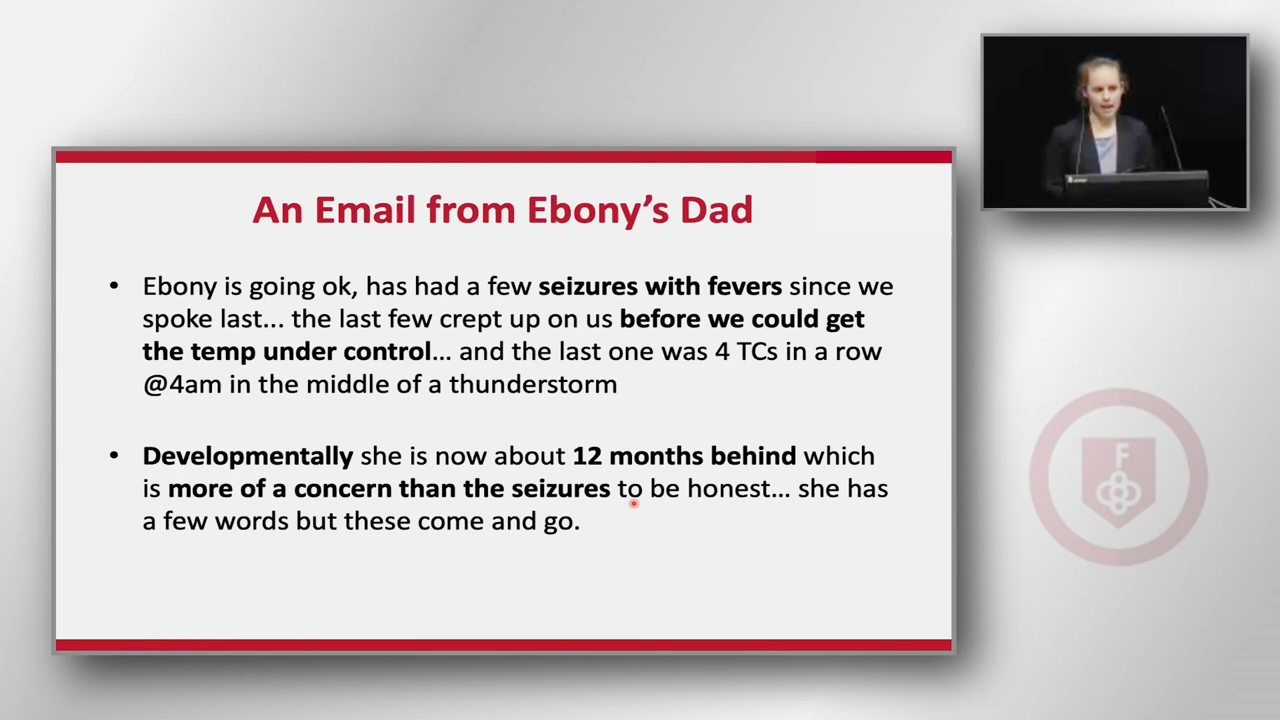 An Email from Ebony’s Dad
• Ebony is going ok, has had a few seizures with fevers since we
spoke last... the last few crept up on us before we could get
the temp under control... and the last one was 4 TCs in a row
@4am in the middle of a thunderstorm
• Developmentally she is now about 12 months behind which
is more of a concern than the seizures to be honest... she has
a few words but these come and go.
F